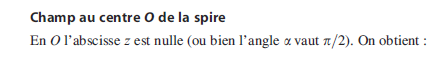 Champ au centre O de la spire
En O l'abscisse z est nulle (ou bien l'angle α vaut π/2). On obtient :